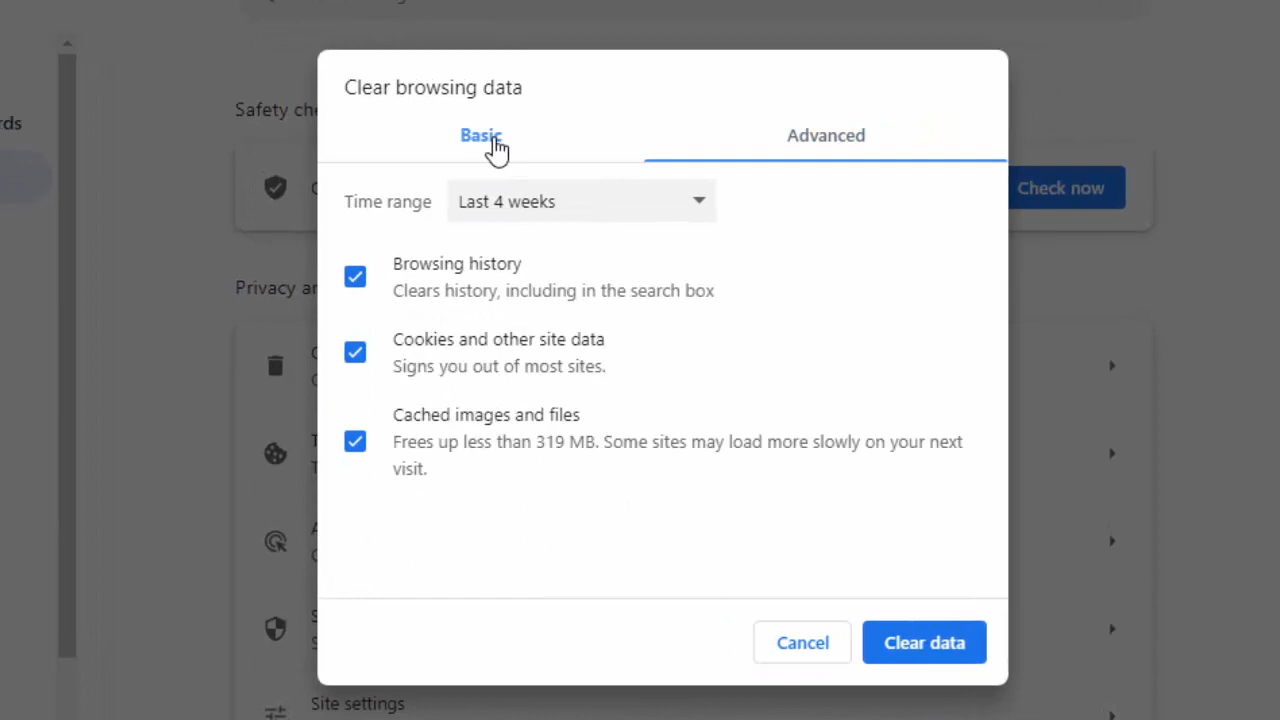 rds
Safety che
Check now
Privacy ar
Clear browsing data
Basic
Advanced
Time range
Last 4 weeks
Browsing history
Clears history, including in the search box
Cookies and other site data
Signs you out of most sites.
Cached images and files
Frees up less than 319 MB. Some sites may load more slowly on your next
visit.
Cancel
Clear data
Site settings